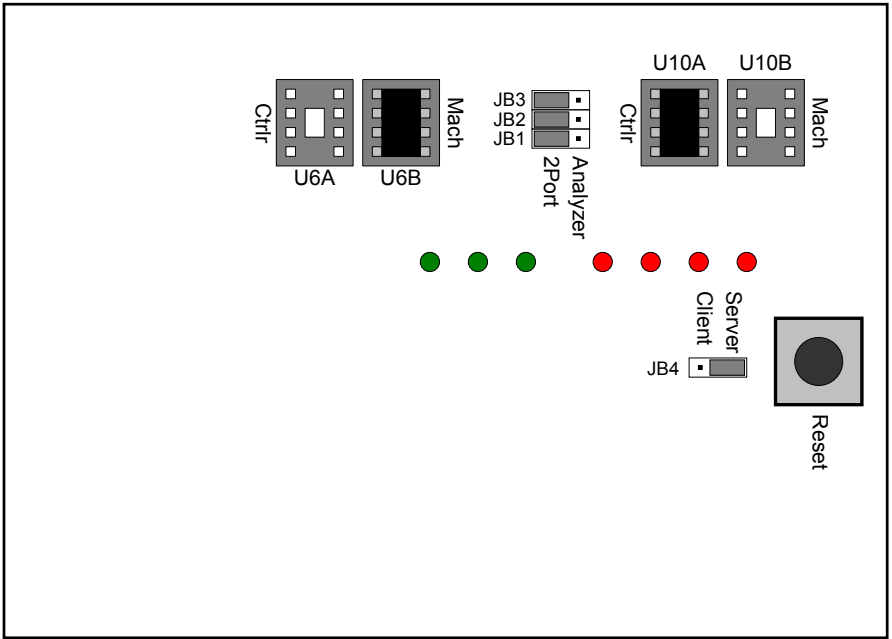 U10A
U10B
Ctrlr
Mach
JB3
JB2
JB1
Ctrlr
Mach
U6A
U6B
2Port
Analyzer
Client
Server
JB4
Reset